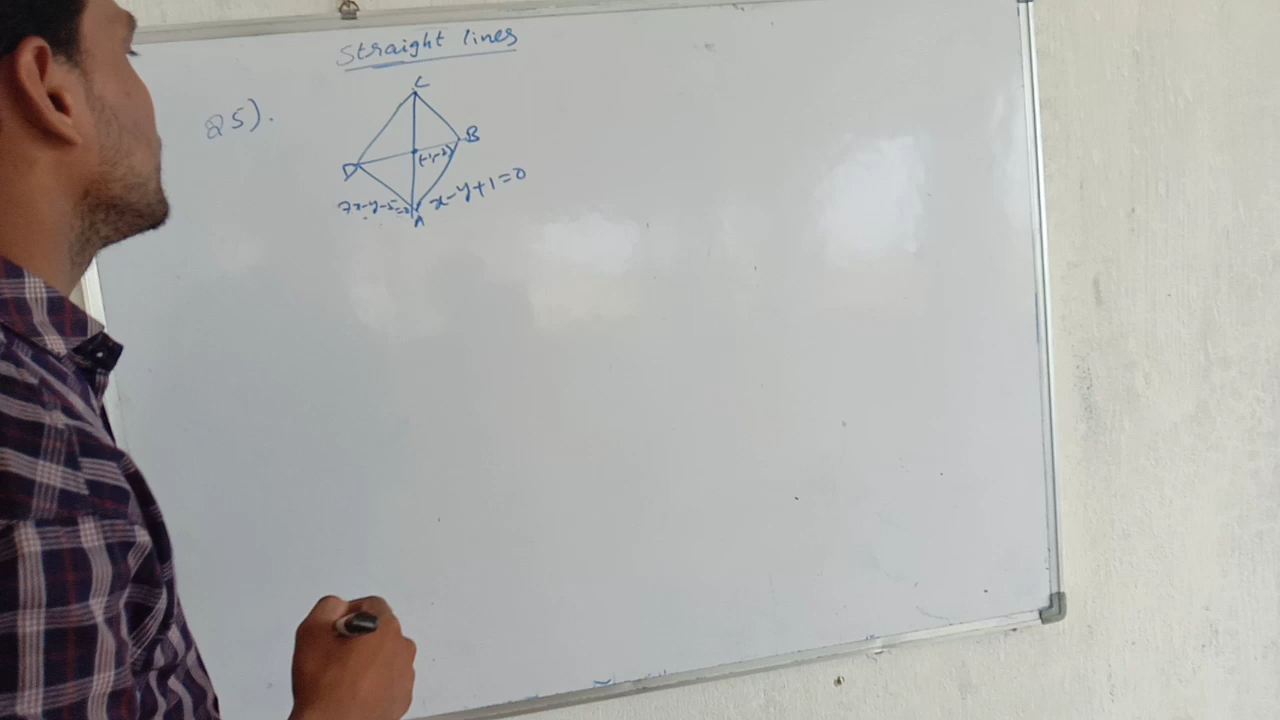 Straight lines
25).
C
B
(-1,-2)
D
x-y+1=0
7x-y-5=0
A